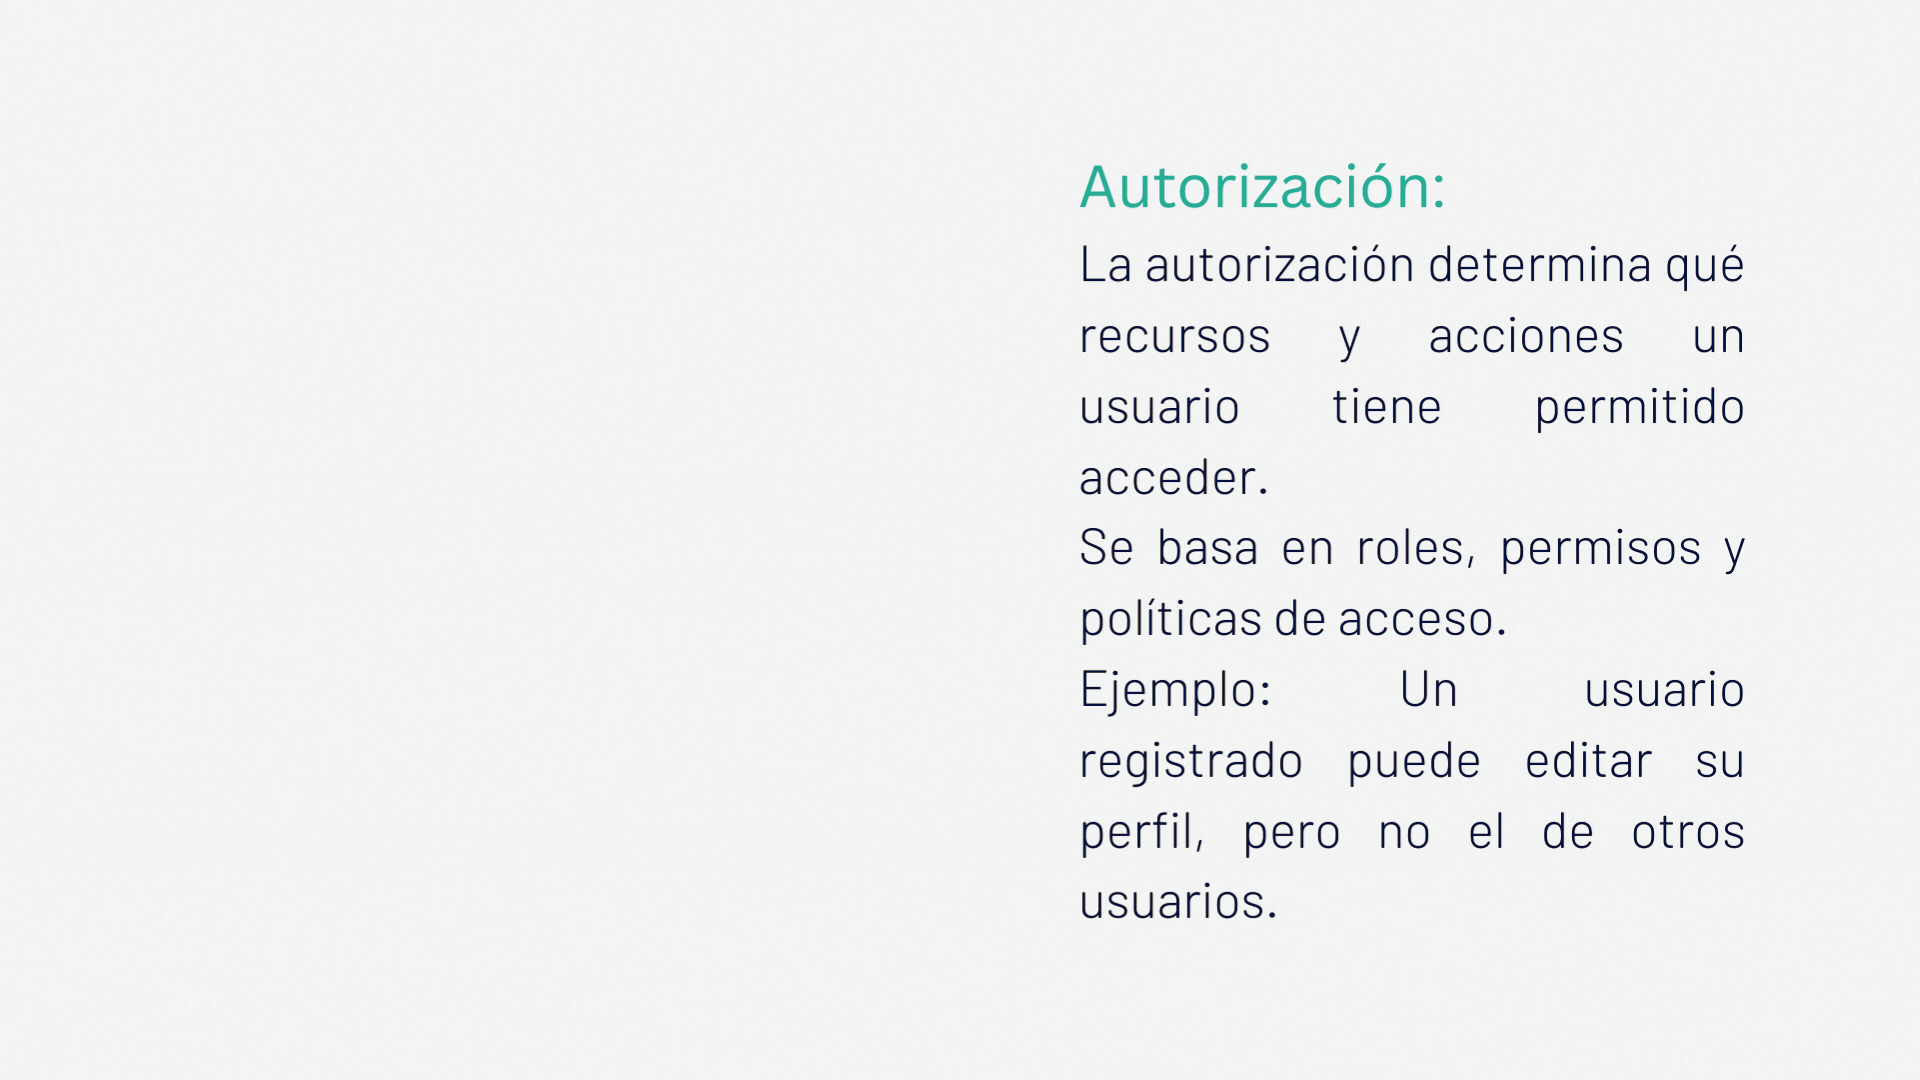 Autorización:
La autorización determina qué
recursos y acciones un
usuario tiene permitido
acceder.
Se basa en roles, permisos y
políticas de acceso.
Ejemplo: Un usuario
registrado puede editar su
perfil, pero no el de otros
usuarios.